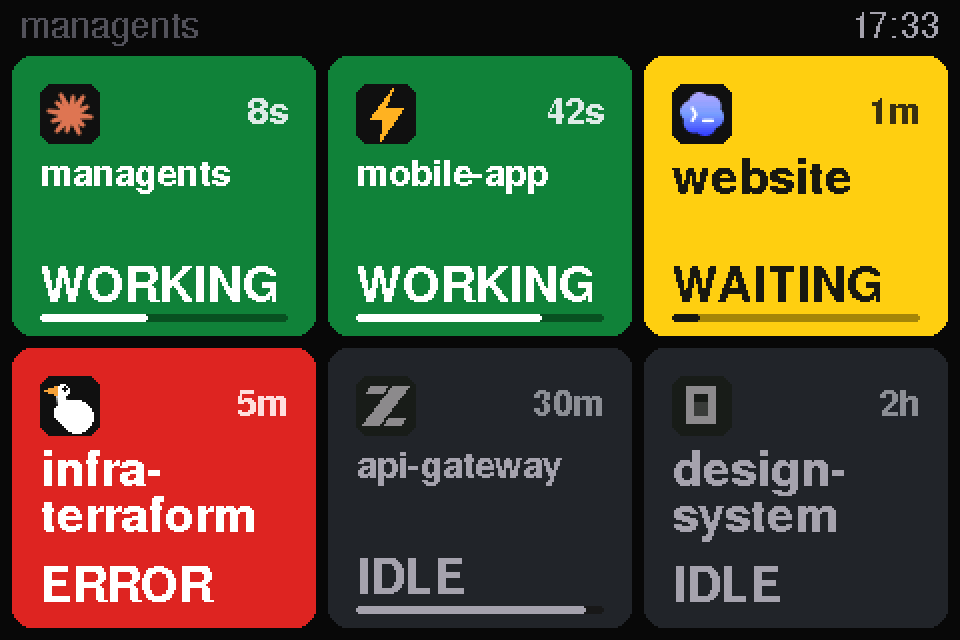 managents 17:33
8s
managents
WORKING
42s
mobile-app
WORKING
1m
website
WAITING
5m
infra-
terraform
ERROR
30m
api-gateway
IDLE
2h
design-
system
IDLE